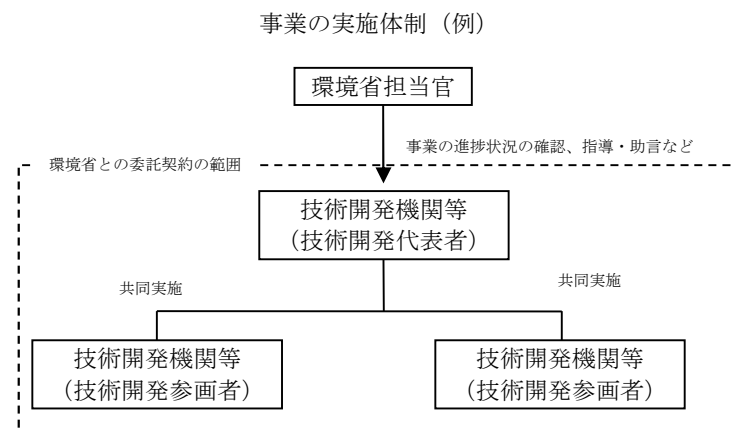 事業の実施体制（例）
環境省担当官
事業の進捗状況の確認、指導・助言など
環境省との委託契約の範囲
技術開発機関等
（技術開発代表者）
共同実施
共同実施
技術開発機関等
（技術開発参画者）
技術開発機関等
（技術開発参画者）